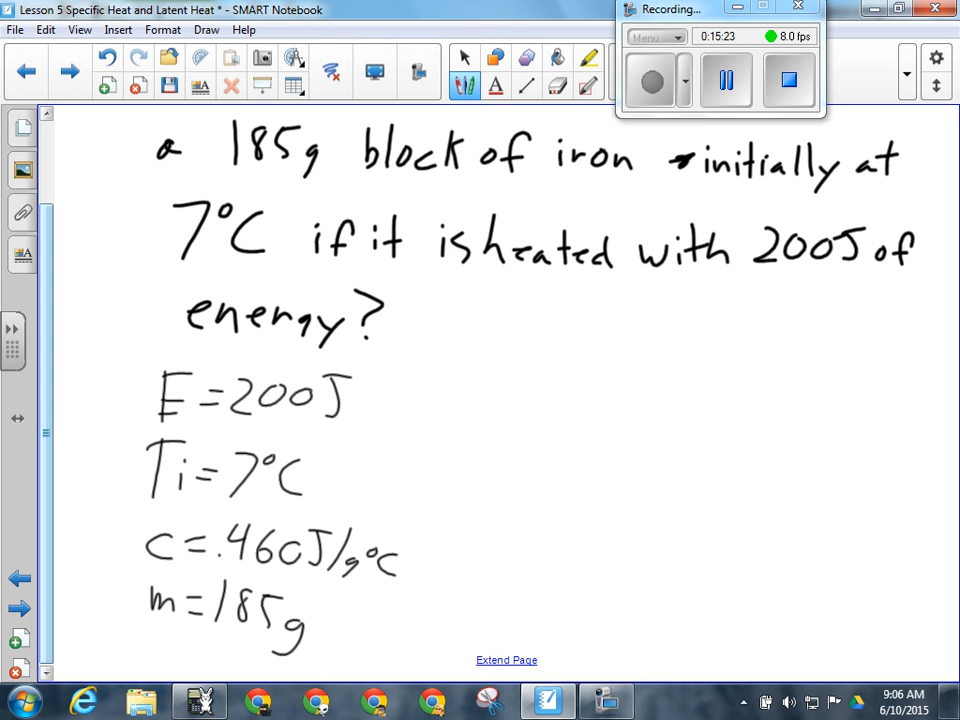 Lesson 5 Specific Heat and Latent Heat * - SMART Notebook
Recording...
File Edit View Insert Format Draw Help
Menu 0:15:23 8.0 fps
a 185g block of iron initially at
7°C if it is heated with 200J of
energy?
E = 200J
Ti = 7°C
c = .460J/g°C
m = 185g
Extend Page
9:06 AM
6/10/2015